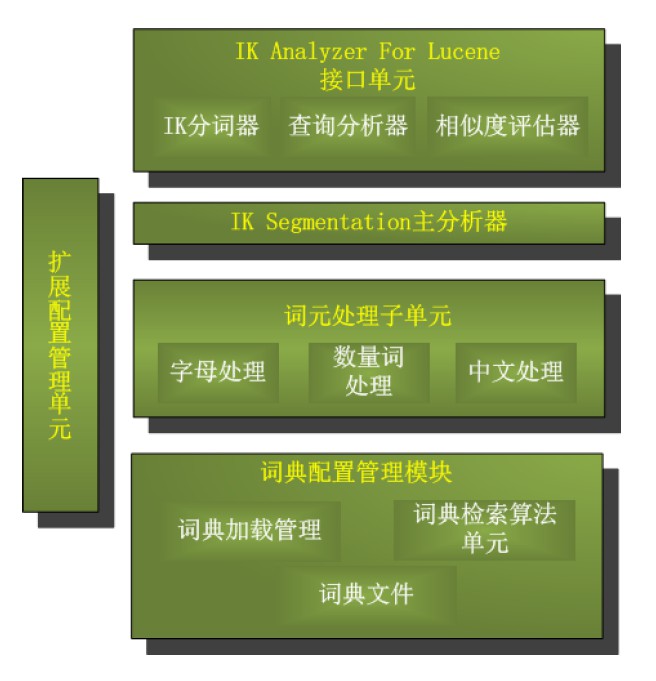 IK Analyzer For Lucene
接口单元
IK分词器 查询分析器 相似度评估器
扩展配置管理单元
IK Segmentation主分析器
词元处理子单元
字母处理
数量词
处理
中文处理
词典配置管理模块
词典加载管理
词典检索算法
单元
词典文件